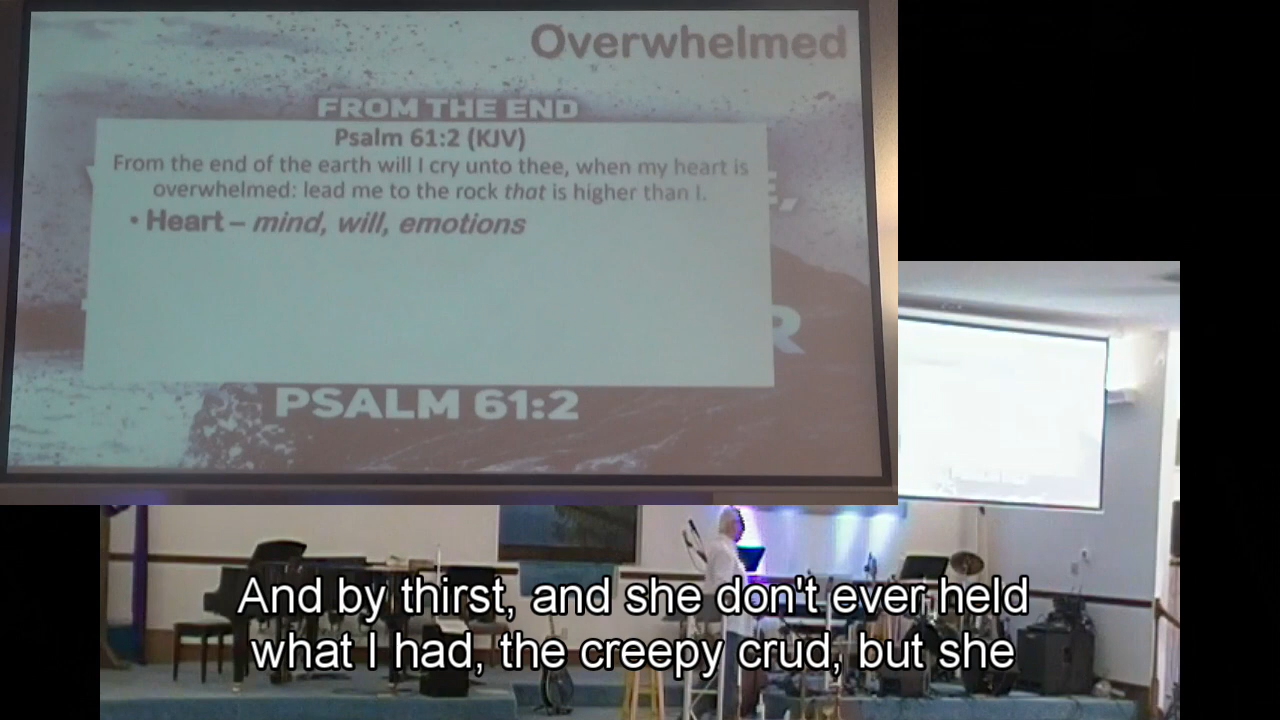 Overwhelmed
FROM THE END
Psalm 61:2 (KJV)
From the end of the earth will I cry unto thee, when my heart is
overwhelmed: lead me to the rock that is higher than I.
• Heart – mind, will, emotions
E,
R
PSALM 61:2
And by thirst, and she don't ever held
what I had, the creepy crud, but she